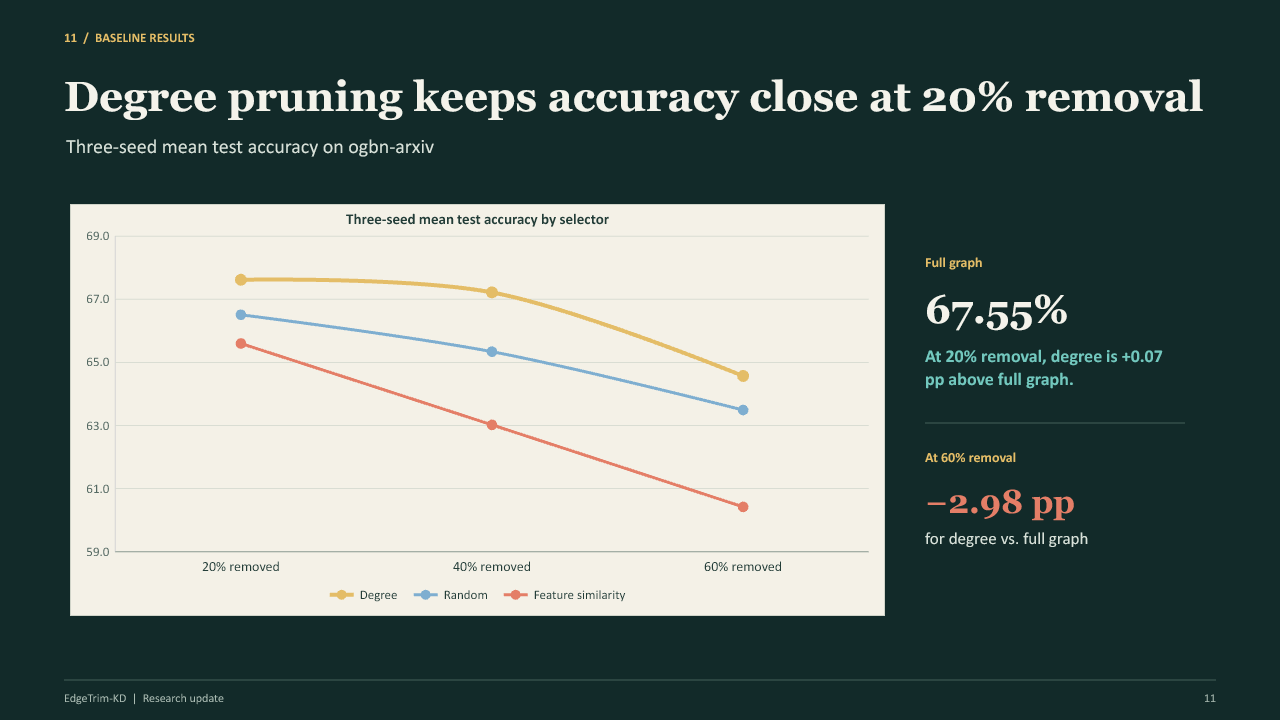 11 / BASELINE RESULTS
Degree pruning keeps accuracy close at 20% removal
Three-seed mean test accuracy on ogbn-arxiv
Three-seed mean test accuracy by selector
69.0
67.0
65.0
63.0
61.0
59.0
20% removed
40% removed
60% removed
Degree
Random
Feature similarity
Full graph
67.55%
At 20% removal, degree is +0.07
pp above full graph.
At 60% removal
−2.98 pp
for degree vs. full graph
EdgeTrim-KD | Research update
11